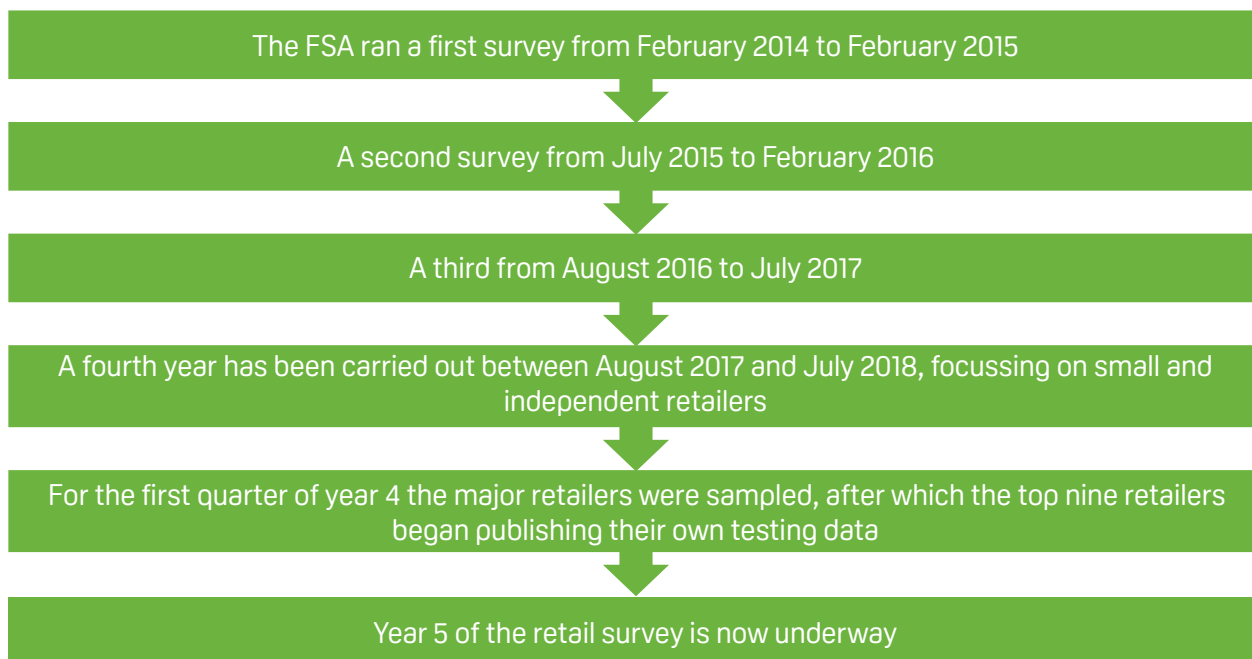 The FSA ran a first survey from February 2014 to February 2015
A second survey from July 2015 to February 2016
A third from August 2016 to July 2017
A fourth year has been carried out between August 2017 and July 2018, focussing on small and
independent retailers
For the first quarter of year 4 the major retailers were sampled, after which the top nine retailers
began publishing their own testing data
Year 5 of the retail survey is now underway